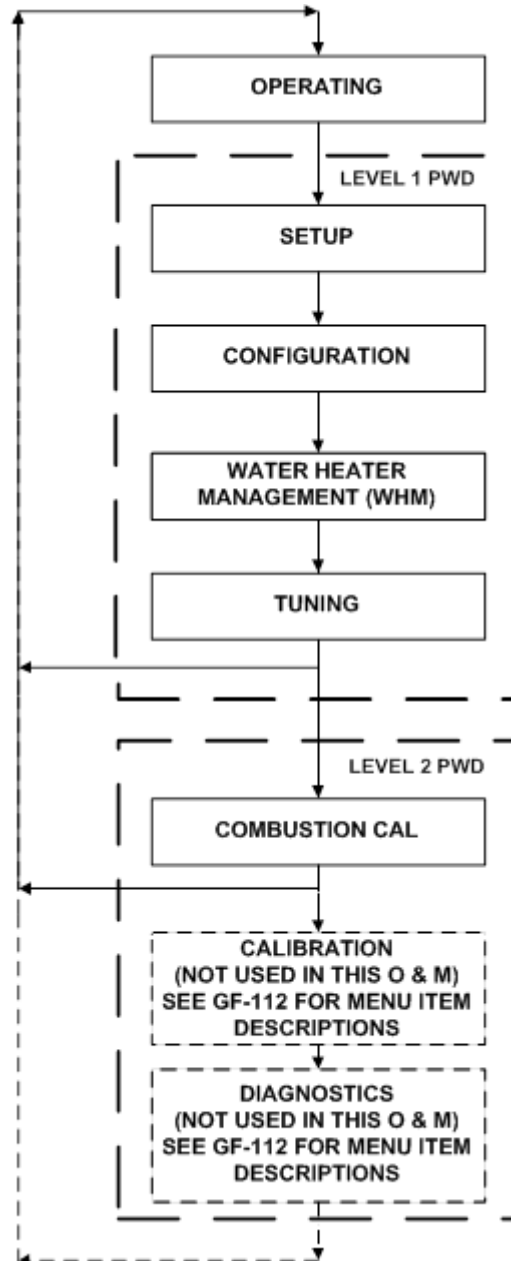 OPERATING
LEVEL 1 PWD
SETUP
CONFIGURATION
WATER HEATER
MANAGEMENT (WHM)
TUNING
LEVEL 2 PWD
COMBUSTION CAL
CALIBRATION
(NOT USED IN THIS O & M)
SEE GF-112 FOR MENU ITEM
DESCRIPTIONS
DIAGNOSTICS
(NOT USED IN THIS O & M)
SEE GF-112 FOR MENU ITEM
DESCRIPTIONS